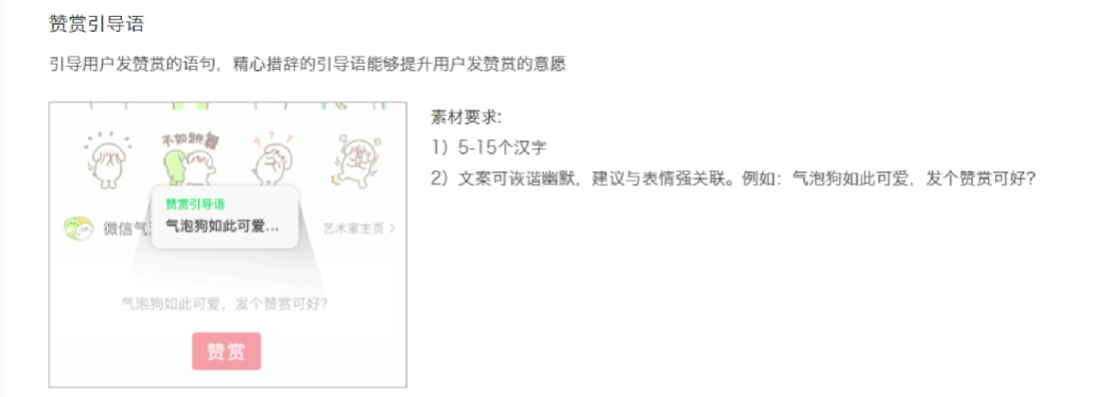 赞赏引导语
引导用户发赞赏的语句，精心措辞的引导语能够提升用户发赞赏的意愿
素材要求:
1）5-15个汉字
2）文案可诙谐幽默，建议与表情强关联。例如：气泡狗如此可爱，发个赞赏可好?
不如跳舞
???
赞赏引导语
气泡狗如此可爱...
微信气
艺术家主页 >
气泡狗如此可爱，发个赞赏可好?
赞赏